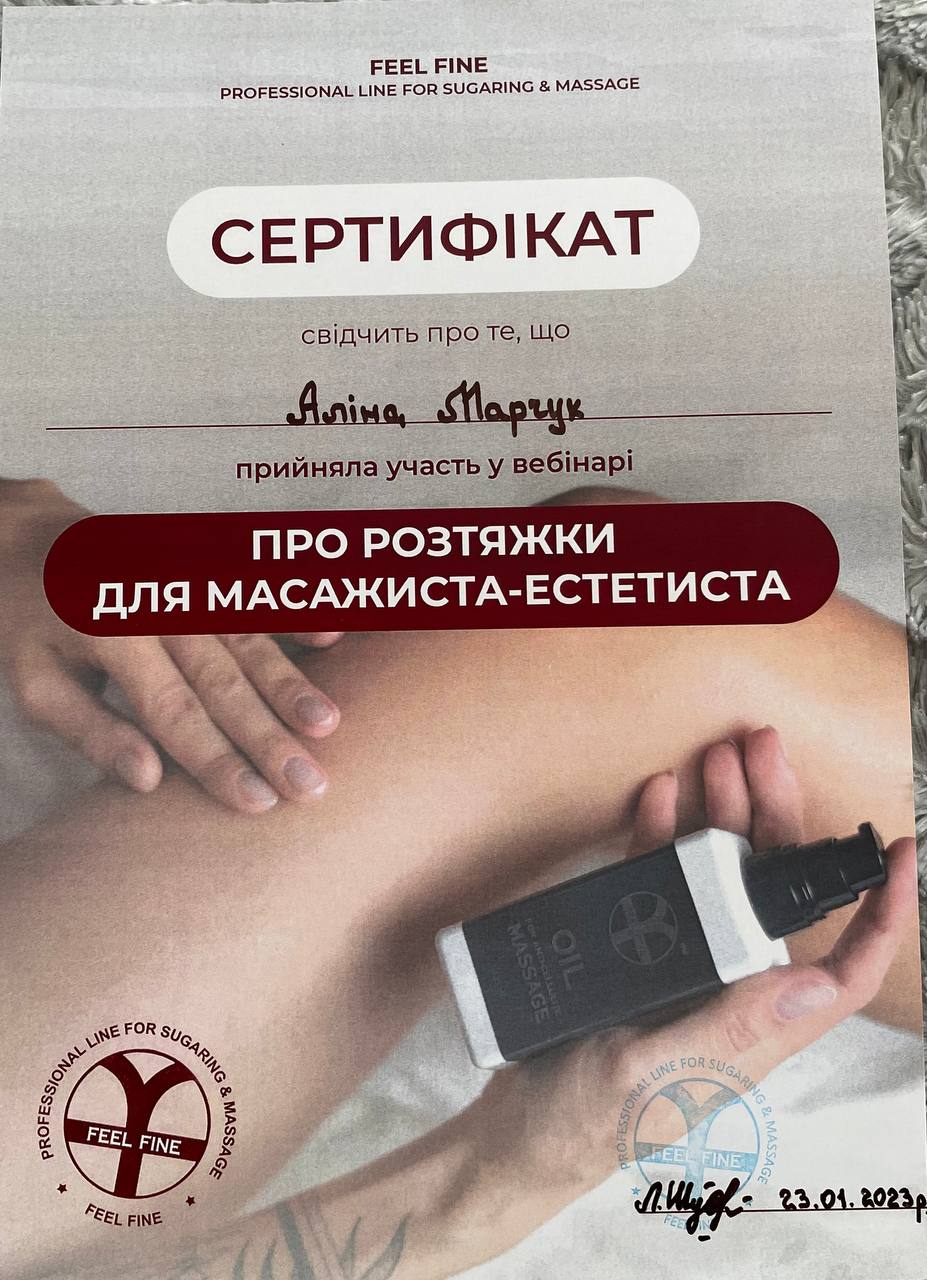 FEEL FINE
PROFESSIONAL LINE FOR SUGARING & MASSAGE
СЕРТИФІКАТ
свідчить про те, що
Аліна Марчук
прийняла участь у вебінарі
ПРО РОЗТЯЖКИ
ДЛЯ МАСАЖИСТА-ЕСТЕТИСТА
OIL
MASSAGE
PROFESSIONAL LINE FOR SUGARING & MASSAGE
FEEL FINE
FEEL FINE
PROFESSIONAL LINE FOR SUGARING & MASSAGE
FEEL FINE
FEEL FINE
23.01.2023р